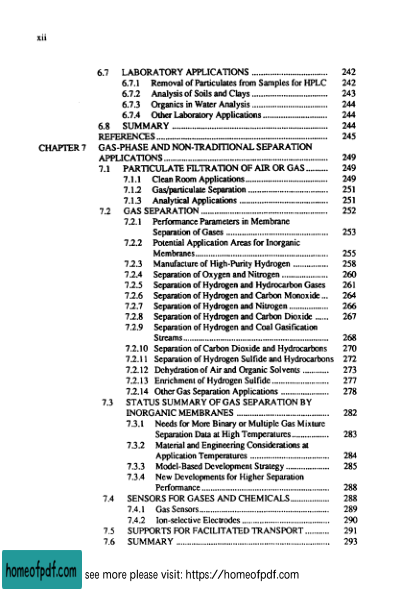 xii
6.7 LABORATORY APPLICATIONS ................................ 242
6.7.1 Removal of Particulates from Samples for HPLC 242
6.7.2 Analysis of Soils and Clays ................................ 243
6.7.3 Organics in Water Analysis ................................ 244
6.7.4 Other Laboratory Applications ........................... 244
6.8 SUMMARY ................................................................ 244
REFERENCES ..................................................................... 245
CHAPTER 7 GAS-PHASE AND NON-TRADITIONAL SEPARATION
APPLICATIONS ................................................................... 249
7.1 PARTICULATE FILTRATION OF AIR OR GAS .......... 249
7.1.1 Clean Room Applications ................................... 249
7.1.2 Gas/particulate Separation ................................. 251
7.1.3 Analytical Applications ..................................... 251
7.2 GAS SEPARATION ..................................................... 252
7.2.1 Performance Parameters in Membrane
Separation of Gases ............................................ 253
7.2.2 Potential Application Areas for Inorganic
Membranes ........................................................ 255
7.2.3 Manufacture of High-Purity Hydrogen ............... 258
7.2.4 Separation of Oxygen and Nitrogen .................... 260
7.2.5 Separation of Hydrogen and Hydrocarbon Gases 261
7.2.6 Separation of Hydrogen and Carbon Monoxide ... 264
7.2.7 Separation of Hydrogen and Nitrogen ................. 266
7.2.8 Separation of Hydrogen and Carbon Dioxide ...... 267
7.2.9 Separation of Hydrogen and Coal Gasification
Streams .............................................................. 268
7.2.10 Separation of Carbon Dioxide and Hydrocarbons 270
7.2.11 Separation of Hydrogen Sulfide and Hydrocarbons 272
7.2.12 Dehydration of Air and Organic Solvents ........... 273
7.2.13 Enrichment of Hydrogen Sulfide ........................ 277
7.2.14 Other Gas Separation Applications .................... 278
7.3 STATUS SUMMARY OF GAS SEPARATION BY
INORGANIC MEMBRANES ....................................... 282
7.3.1 Needs for More Binary or Multiple Gas Mixture
Separation Data at High Temperatures ................ 283
7.3.2 Material and Engineering Considerations at
Application Temperatures .................................. 284
7.3.3 Model-Based Development Strategy ................... 285
7.3.4 New Developments for Higher Separation
Performance ...................................................... 288
7.4 SENSORS FOR GASES AND CHEMICALS ................. 288
7.4.1 Gas Sensors ....................................................... 289
7.4.2 Ion-selective Electrodes ..................................... 290
7.5 SUPPORTS FOR FACILITATED TRANSPORT .......... 291
7.6 SUMMARY ................................................................ 293
homeofpdf.com
see more please visit: https://homeofpdf.com